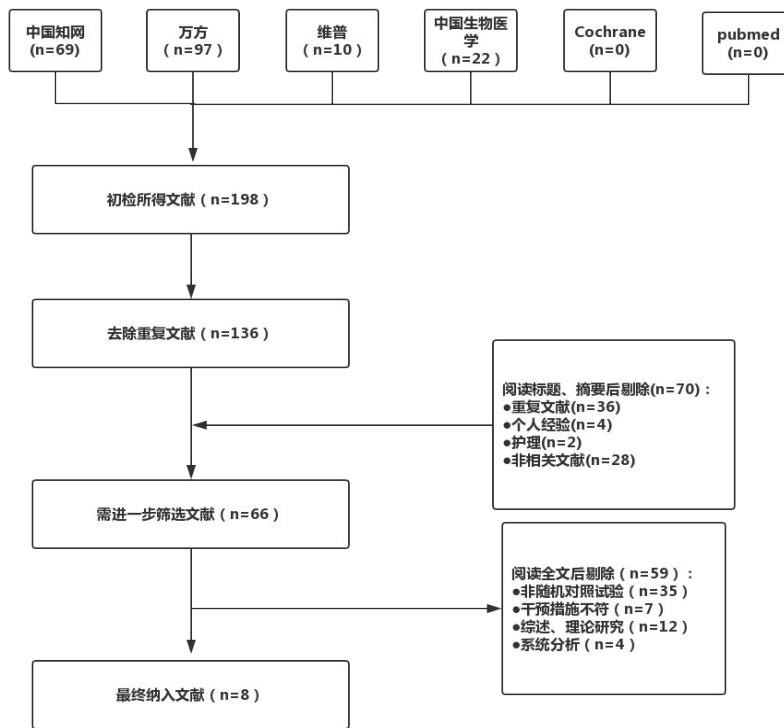 中国知网
(n=69)
万方
（n=97）
维普
（n=10）
中国生物医
学
（n=22）
Cochrane
(n=0)
pubmed
(n=0)
初检所得文献（n=198）
去除重复文献（n=136）
阅读标题、摘要后剔除(n=70)：
●重复文献(n=36)
●个人经验(n=4)
●护理(n=2)
●非相关文献(n=28)
需进一步筛选文献（n=66）
阅读全文后剔除（n=59）：
●非随机对照试验（n=35）
●干预措施不符（n=7）
●综述、理论研究（n=12）
●系统分析（n=4）
最终纳入文献（n=8）